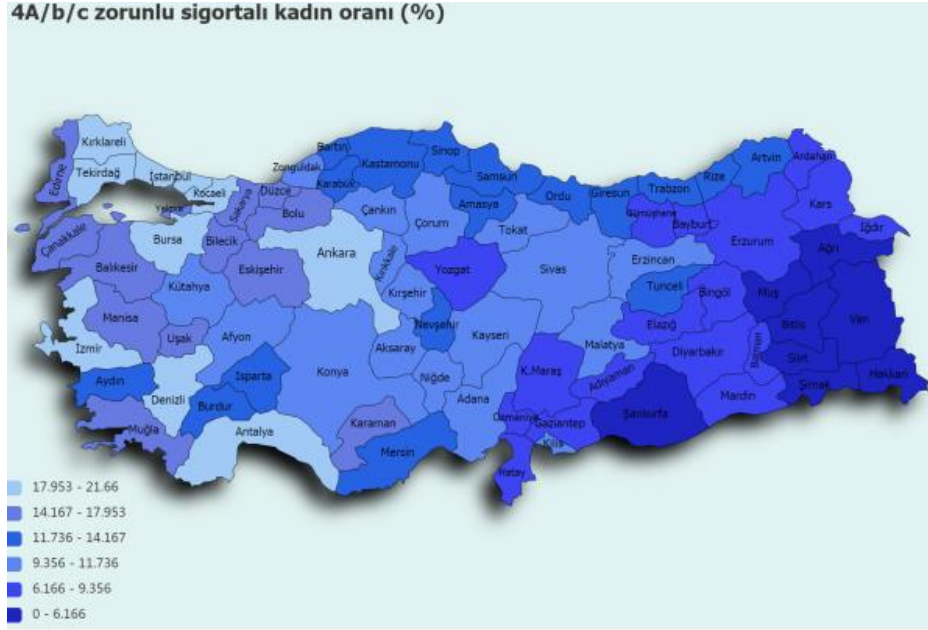 4A/b/c zorunlu sigortalı kadın oranı (%)
Kırklareli
Edirne
Tekirdağ
İstanbul
Kocaeli
Yalova
Sakarya
Düzce
Zonguldak
Bartın
Karabük
Kastamonu
Sinop
Samsun
Ordu
Giresun
Trabzon
Rize
Artvin
Ardahan
Kars
Iğdır
Çanakkale
Balıkesir
Bursa
Bilecik
Bolu
Eskişehir
Ankara
Çankırı
Çorum
Amasya
Tokat
Gümüşhane
Bayburt
Erzurum
Ağrı
Kütahya
Kırıkkale
Kırşehir
Yozgat
Sivas
Erzincan
Tunceli
Bingöl
Muş
Van
Manisa
Uşak
Afyon
İzmir
Aydın
Denizli
Isparta
Burdur
Muğla
Antalya
Konya
Aksaray
Nevşehir
Niğde
Kayseri
Malatya
Elazığ
Diyarbakır
Batman
Bitlis
Siirt
Hakkari
Şırnak
Karaman
Mersin
Adana
K.Maraş
Adıyaman
Osmaniye
Gaziantep
Kilis
Hatay
Şanlıurfa
Mardin
17.953 - 21.66
14.167 - 17.953
11.736 - 14.167
9.356 - 11.736
6.166 - 9.356
0 - 6.166